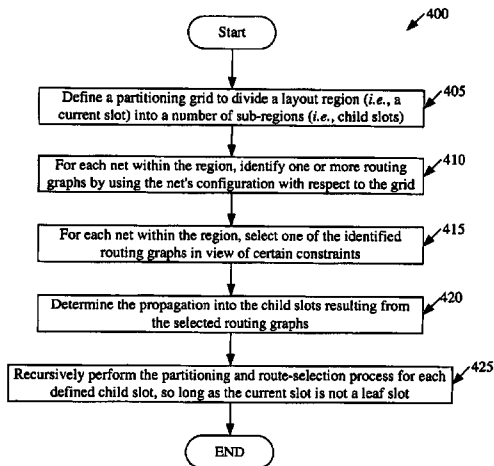 400
Start
405
Define a partitioning grid to divide a layout region (i.e., a
current slot) into a number of sub-regions (i.e., child slots)
410
For each net within the region, identify one or more routing
graphs by using the net's configuration with respect to the grid
415
For each net within the region, select one of the identified
routing graphs in view of certain constraints
420
Determine the propagation into the child slots resulting from
the selected routing graphs
425
Recursively perform the partitioning and route-selection process for each
defined child slot, so long as the current slot is not a leaf slot
END